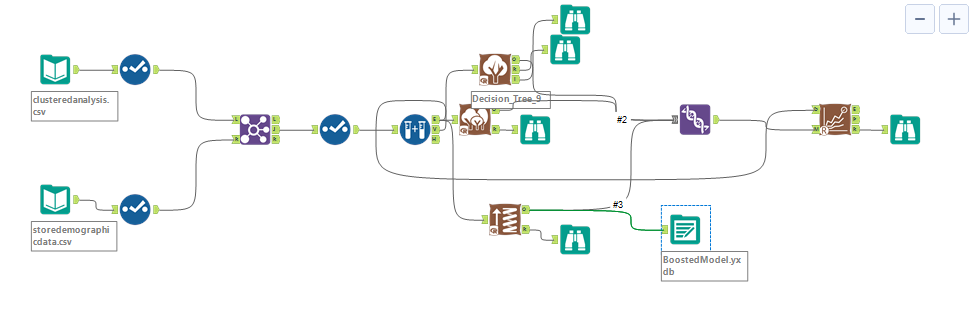 clusteredanalysis.
csv
Decision_Tree_9
#2
storedemographi
cdata.csv
#3
BoostedModel.yx
db